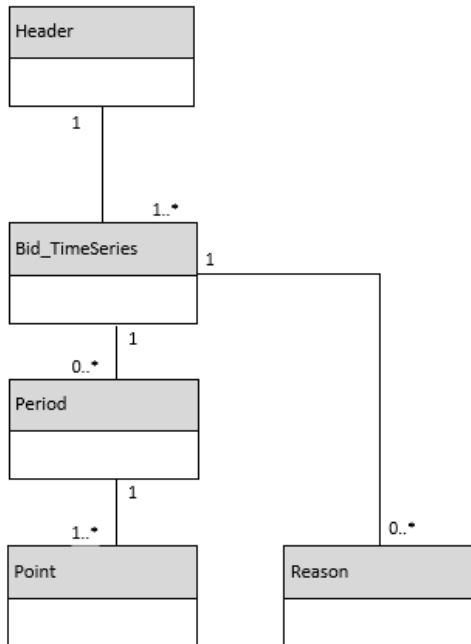 Header
1
1..*
Bid_TimeSeries
1
1
0..*
Period
1
1..*
0..*
Point
Reason